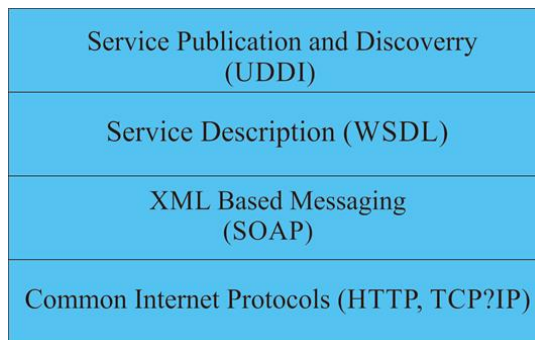 Service Publication and Discoverry
(UDDI)
Service Description (WSDL)
XML Based Messaging
(SOAP)
Common Internet Protocols (HTTP, TCP?IP)